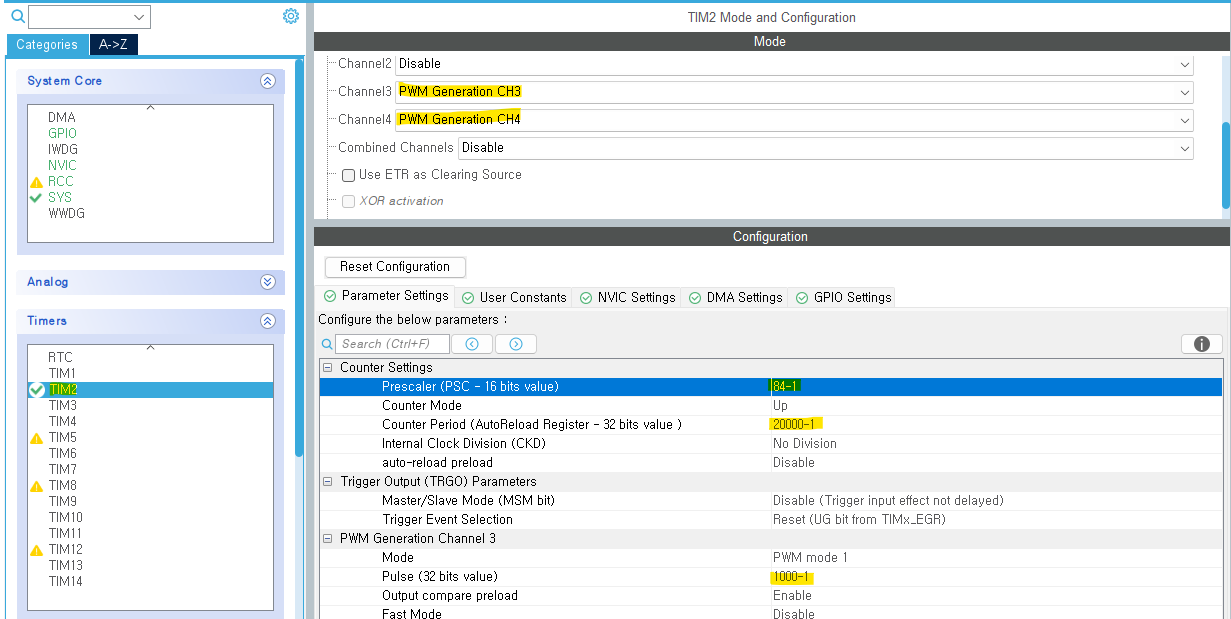 Categories A->Z
System Core
DMA
GPIO
IWDG
NVIC
RCC
SYS
WWDG
Analog
Timers
RTC
TIM1
TIM2
TIM3
TIM4
TIM5
TIM6
TIM7
TIM8
TIM9
TIM10
TIM11
TIM12
TIM13
TIM14
TIM2 Mode and Configuration
Mode
Channel2 Disable
Channel3 PWM Generation CH3
Channel4 PWM Generation CH4
Combined Channels Disable
Use ETR as Clearing Source
XOR activation
Configuration
Reset Configuration
Parameter Settings User Constants NVIC Settings DMA Settings GPIO Settings
Configure the below parameters :
Search (Ctrl+F)
Counter Settings
Prescaler (PSC - 16 bits value) 84-1
Counter Mode Up
Counter Period (AutoReload Register - 32 bits value ) 20000-1
Internal Clock Division (CKD) No Division
auto-reload preload Disable
Trigger Output (TRGO) Parameters
Master/Slave Mode (MSM bit) Disable (Trigger input effect not delayed)
Trigger Event Selection Reset (UG bit from TIMx_EGR)
PWM Generation Channel 3
Mode PWM mode 1
Pulse (32 bits value) 1000-1
Output compare preload Enable
Fast Mode Disable